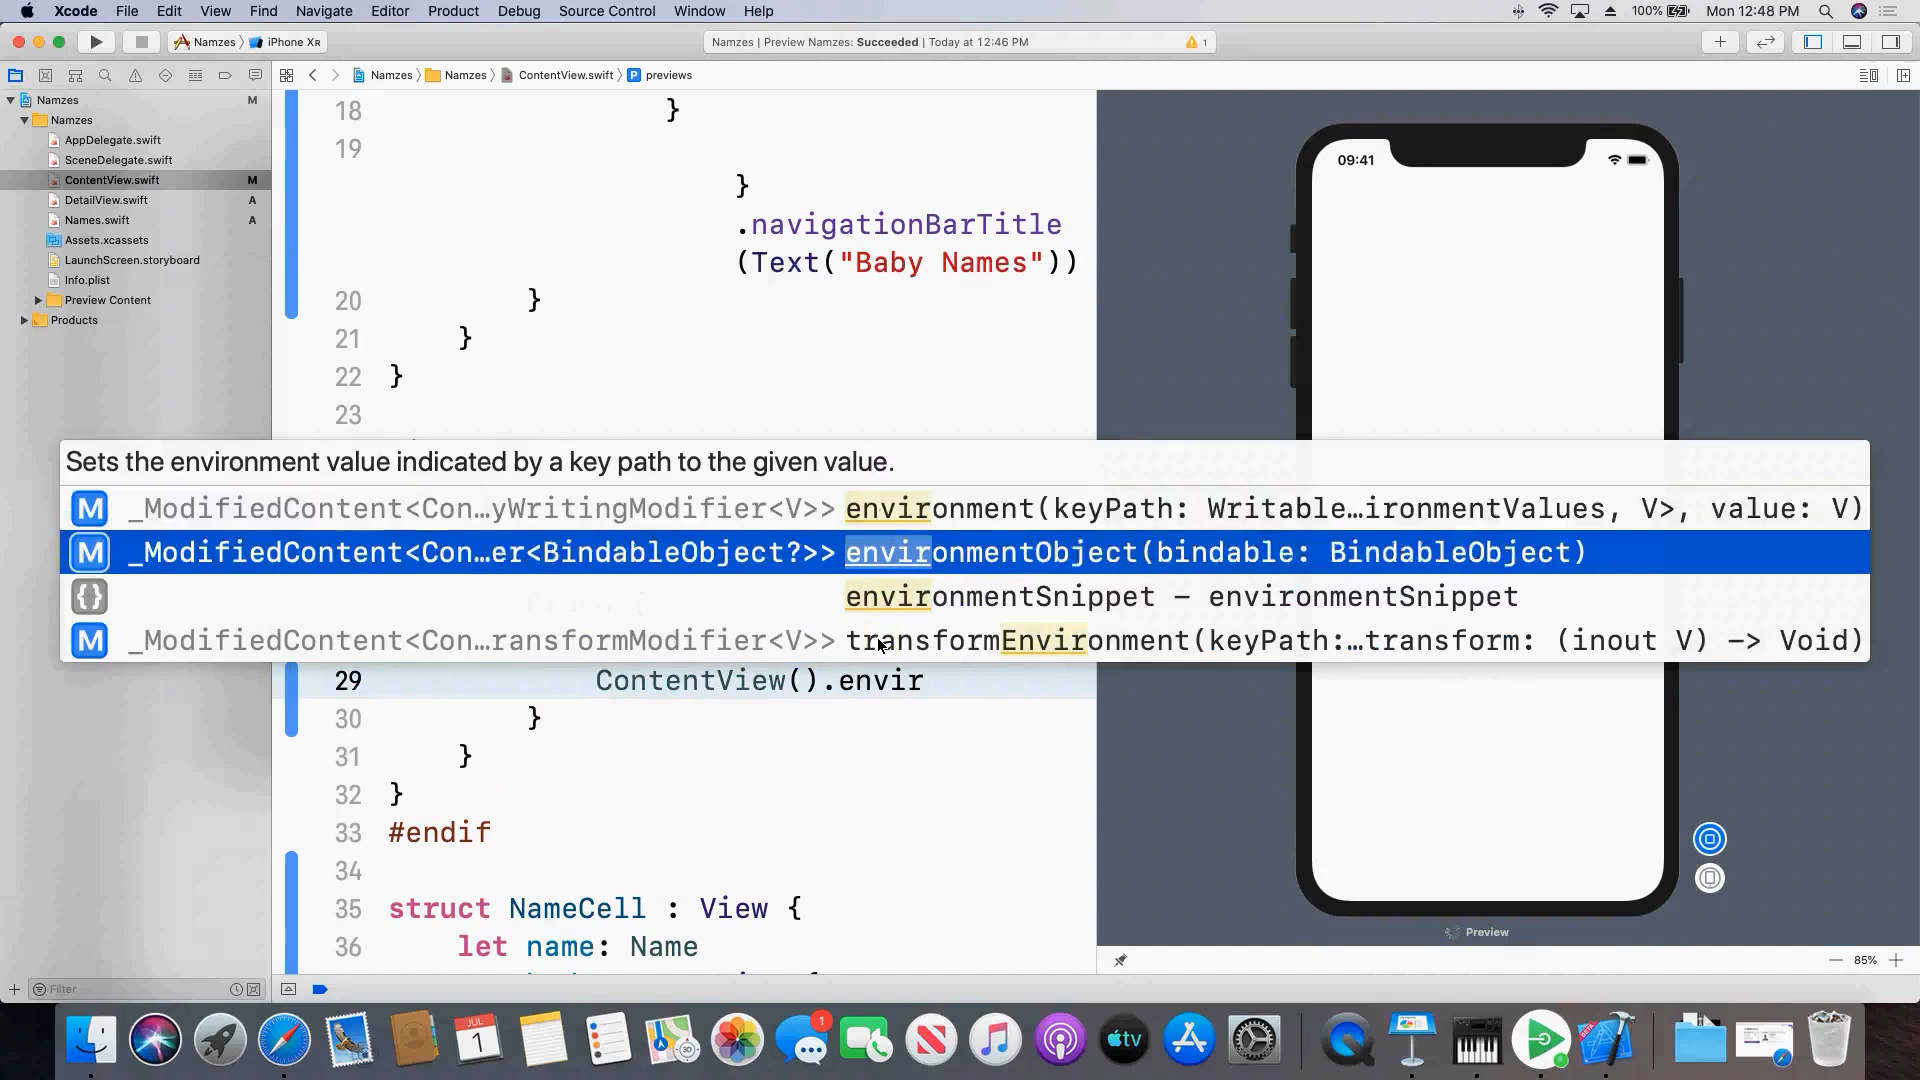 Xcode File Edit View Find Navigate Editor Product Debug Source Control Window Help 100% Mon 12:48 PM
Namzes iPhone XR Namzes | Preview Namzes: Succeeded | Today at 12:46 PM 1
Namzes Namzes ContentView.swift P previews
Namzes M
Namzes
AppDelegate.swift
SceneDelegate.swift
ContentView.swift M
DetailView.swift A
Names.swift A
Assets.xcassets
LaunchScreen.storyboard
Info.plist
Preview Content
Products
18 }
19
}
.navigationBarTitle
(Text("Baby Names"))
20 }
21 }
22 }
23
Sets the environment value indicated by a key path to the given value.
M _ModifiedContent<Con…yWritingModifier<V>> environment(keyPath: Writable…ironmentValues, V>, value: V)
M _ModifiedContent<Con…er<BindableObject?>> environmentObject(bindable: BindableObject)
{} environmentSnippet – environmentSnippet
M _ModifiedContent<Con…ransformModifier<V>> transformEnvironment(keyPath:…transform: (inout V) -> Void)
29 ContentView().envir
30 }
31 }
32 }
33 #endif
34
35 struct NameCell : View {
36 let name: Name
09:41
Preview
85%
Filter
JUL
1
1
3D
tv
BETA